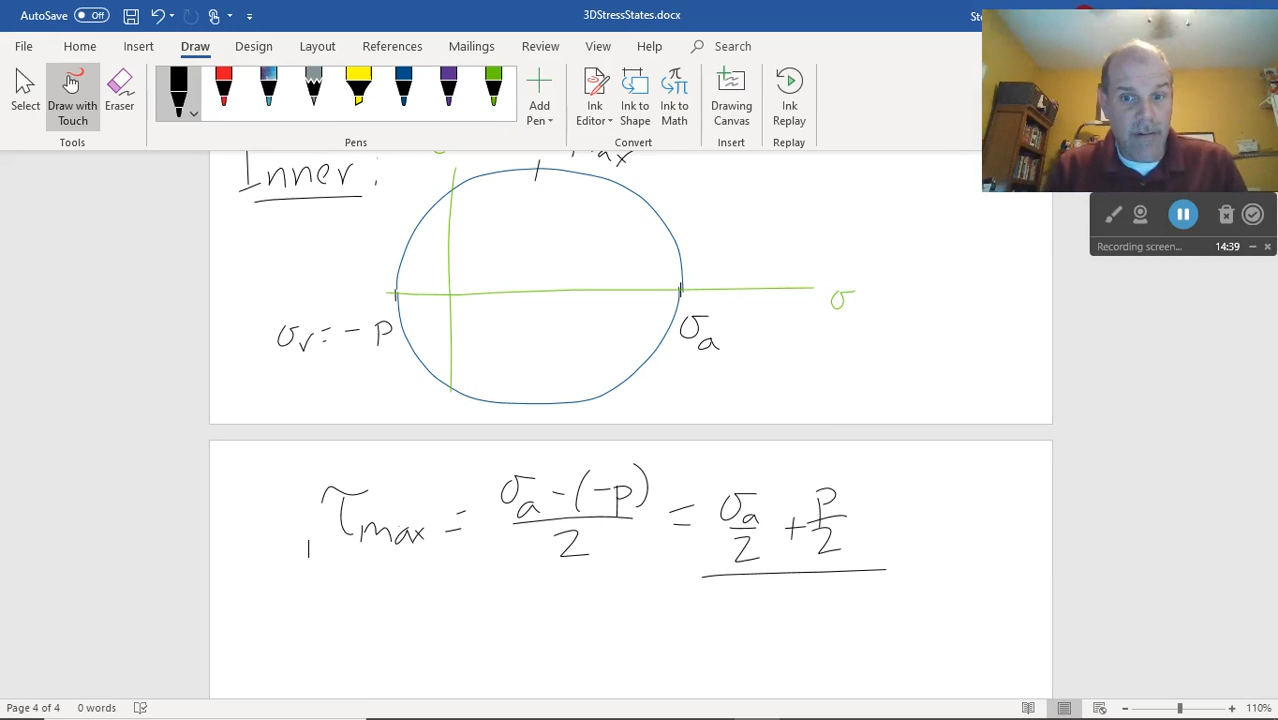 AutoSave Off
3DStressStates.docx
Ste
File Home Insert Draw Design Layout References Mailings Review View Help Search
Select
Draw with Touch
Eraser
Add Pen
Ink Editor
Ink to Shape
Ink to Math
Drawing Canvas
Ink Replay
Tools
Pens
Convert
Insert
Replay
Recording screen... 14:39
Inner:
max
σ
σr = - P
σa
τmax = (σa - (-P))/2 = σa/2 + P/2
Page 4 of 4 0 words
110%